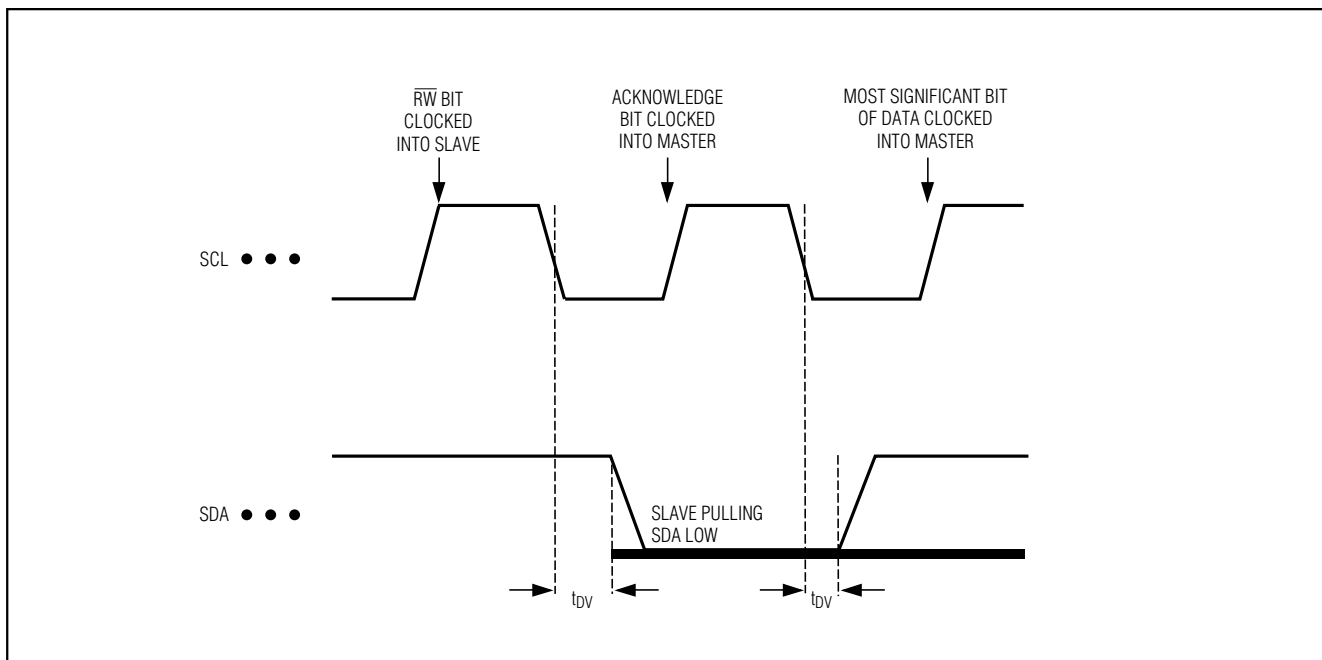 RW BIT
CLOCKED
INTO SLAVE
ACKNOWLEDGE
BIT CLOCKED
INTO MASTER
MOST SIGNIFICANT BIT
OF DATA CLOCKED
INTO MASTER
SCL
SDA
SLAVE PULLING
SDA LOW
tDV
tDV